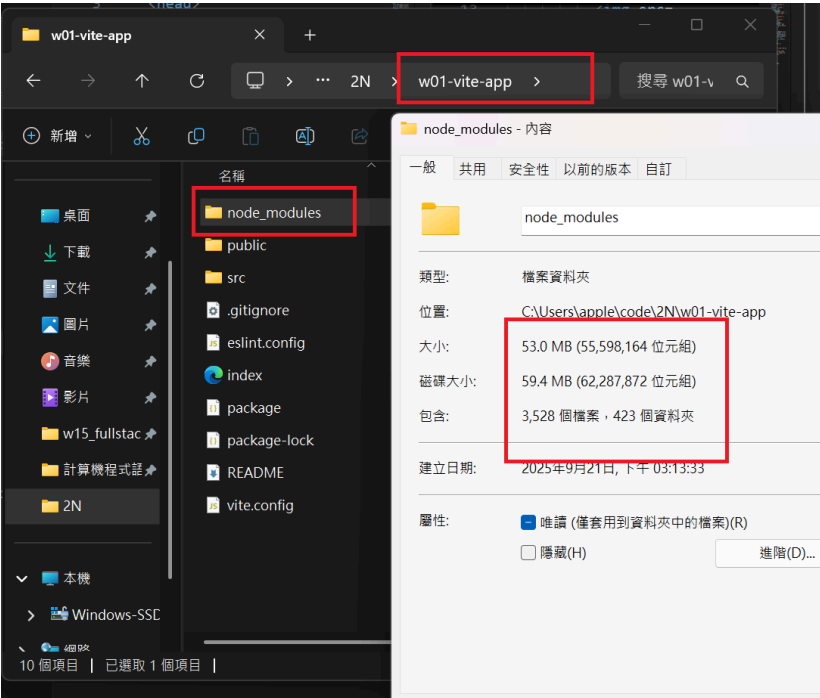 w01-vite-app
2N
w01-vite-app
搜尋 w01-v
新增
名稱
node_modules
public
src
.gitignore
eslint.config
index
package
package-lock
README
vite.config
桌面
下載
文件
圖片
音樂
影片
w15_fullstac
計算機程式語
2N
本機
Windows-SSD
網路
10 個項目
已選取 1 個項目
node_modules - 內容
一般
共用
安全性
以前的版本
自訂
node_modules
類型:
檔案資料夾
位置:
C:\Users\apple\code\2N\w01-vite-app
大小:
53.0 MB (55,598,164 位元組)
磁碟大小:
59.4 MB (62,287,872 位元組)
包含:
3,528 個檔案，423 個資料夾
建立日期:
2025年9月21日, 下午 03:13:33
屬性:
唯讀 (僅套用到資料夾中的檔案)(R)
隱藏(H)
進階(D)...